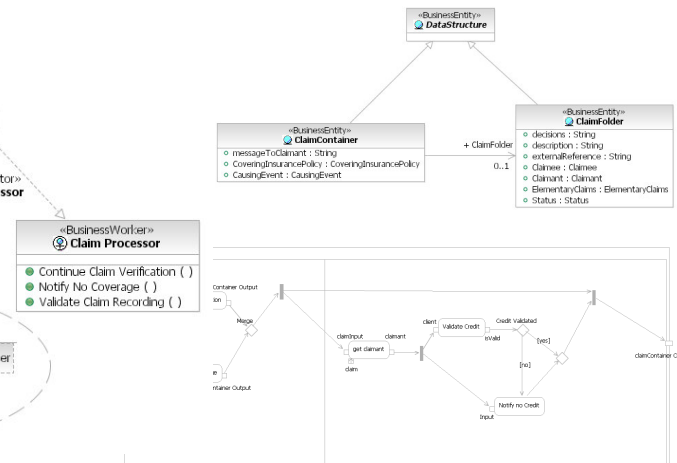 «BusinessEntity»
DataStructure
«BusinessEntity»
ClaimContainer
messageToClaimant : String
CoveringInsurancePolicy : CoveringInsurancePolicy
CausingEvent : CausingEvent
+ ClaimFolder
0..1
«BusinessEntity»
ClaimFolder
decisions : String
description : String
externalReference : String
Claimee : Claimee
Claimant : Claimant
ElementaryClaims : ElementaryClaims
Status : Status
tor»
ssor
«BusinessWorker»
Claim Processor
Continue Claim Verification ( )
Notify No Coverage ( )
Validate Claim Recording ( )
er
Container Output
ion
Merge
ne
ntainer Output
claimInput
get claimant
claim
claimant
client
Validate Credit
isValid
Credit Validated
[yes]
[no]
Notify no Credit
Input
claimContainer O